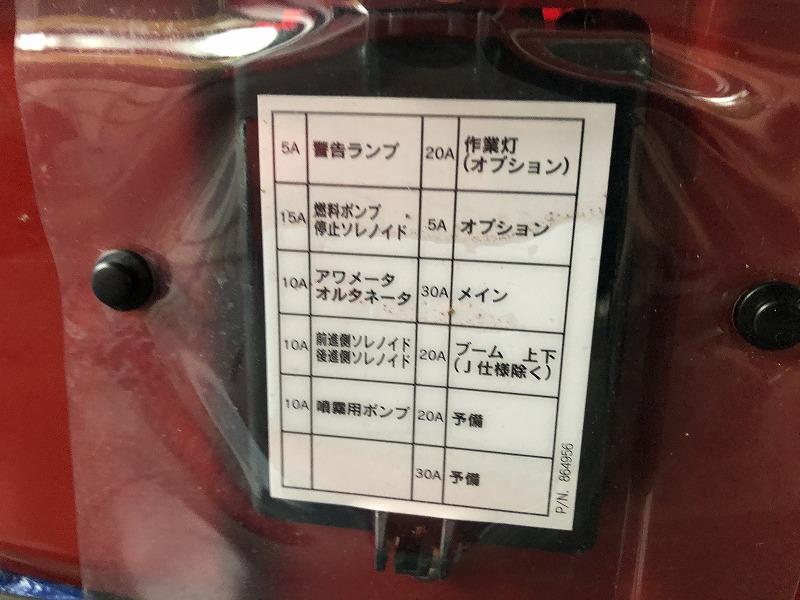 5A 警告ランプ 20A 作業灯
(オプション)
15A 燃料ポンプ
停止ソレノイド 5A オプション
10A アワメータ
オルタネータ 30A メイン
10A 前進側ソレノイド
後進側ソレノイド 20A ブーム 上下
(J仕様除く)
10A 噴霧用ポンプ 20A 予備
30A 予備
P/N. 864956